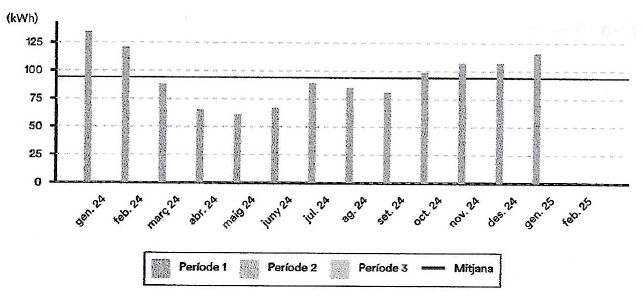 (kWh)
125
100
75
50
25
0
gen. 24
feb. 24
març 24
abr. 24
maig 24
juny 24
jul. 24
ag. 24
set. 24
oct. 24
nov. 24
des. 24
gen. 25
feb. 25
Període 1 Període 2 Període 3 Mitjana